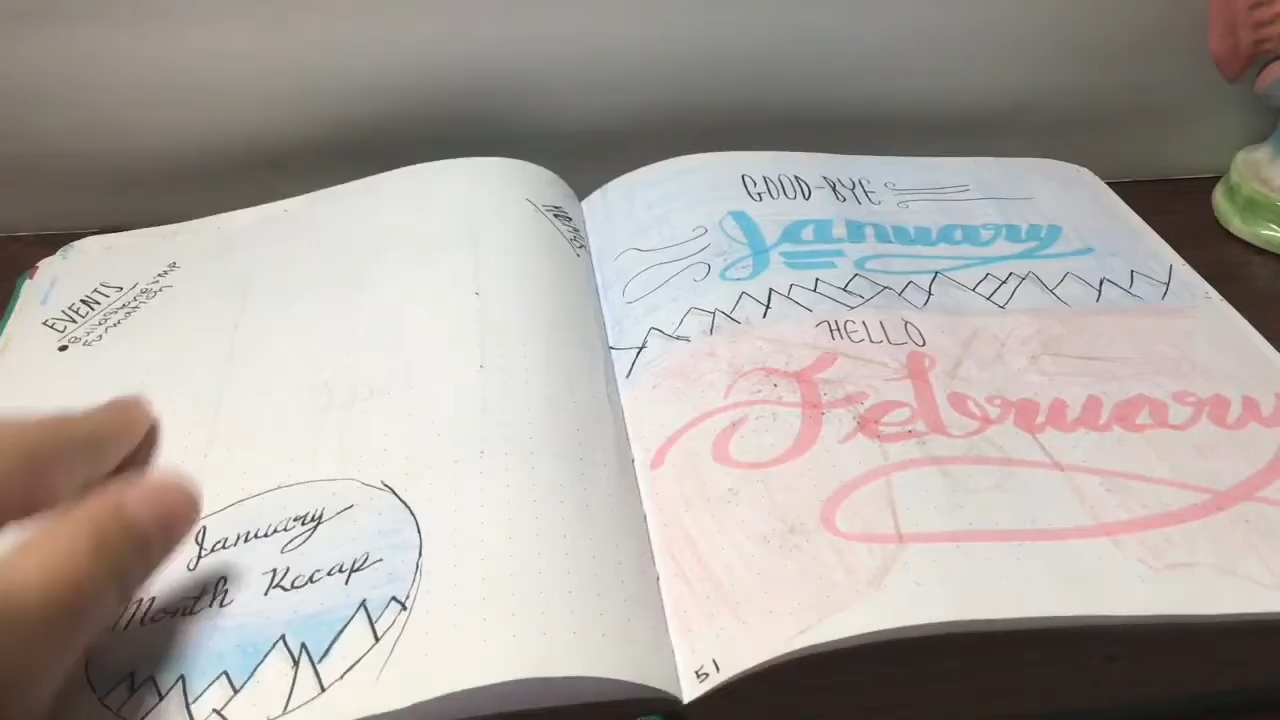 EVENTS
January
Month Recap
GOOD-BYE
January
HELLO
February
51